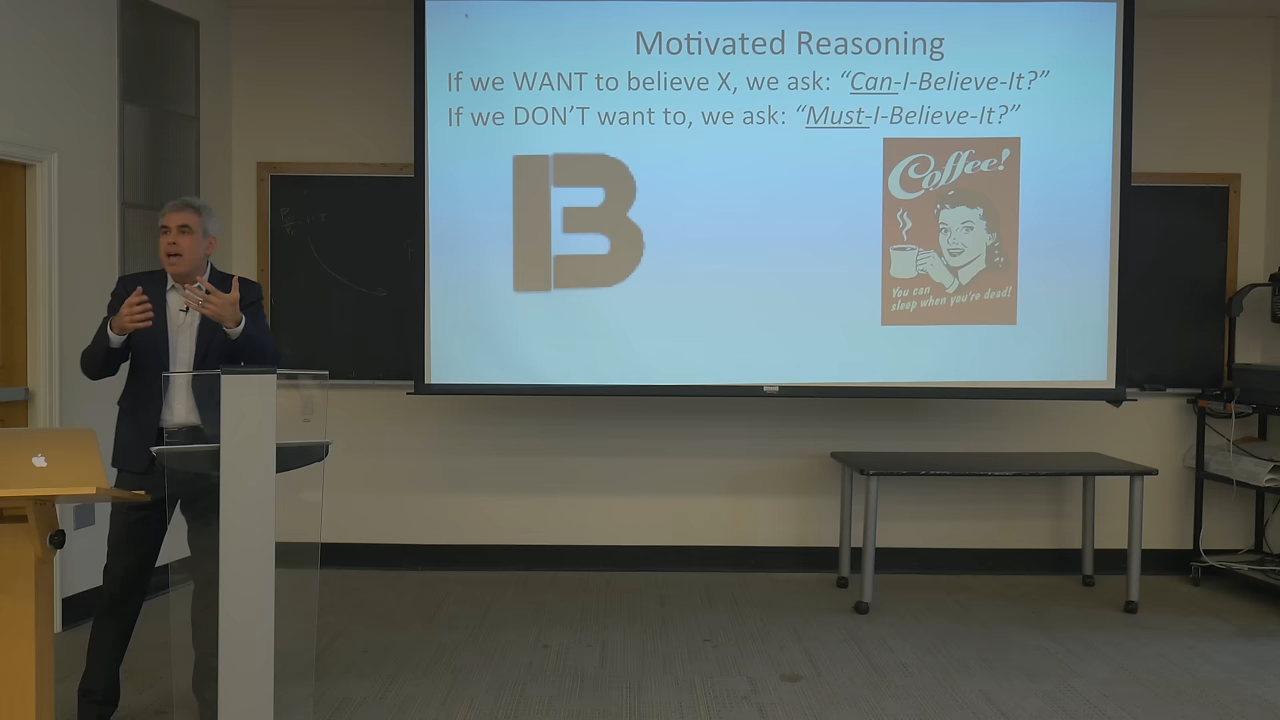 Motivated Reasoning
If we WANT to believe X, we ask: “Can-I-Believe-It?”
If we DON’T want to, we ask: “Must-I-Believe-It?”
B
Coffee!
You can
sleep when you're dead!